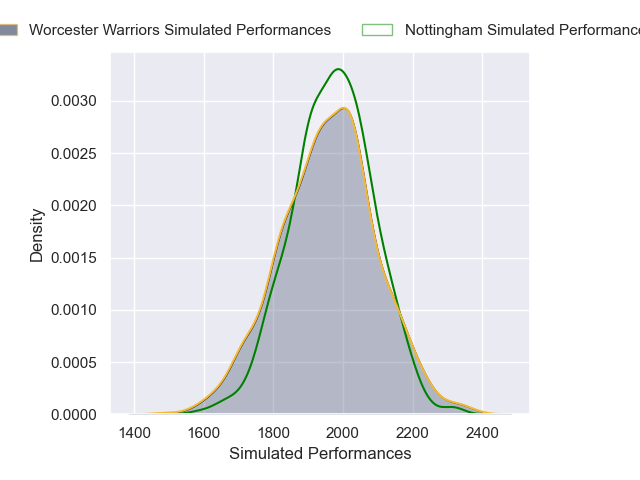 Worcester Warriors Simulated Performances
Nottingham Simulated Performanc
0.0030
0.0025
0.0020
0.0015
0.0010
0.0005
0.0000
Density
1400 1600 1800 2000 2200 2400
Simulated Performances